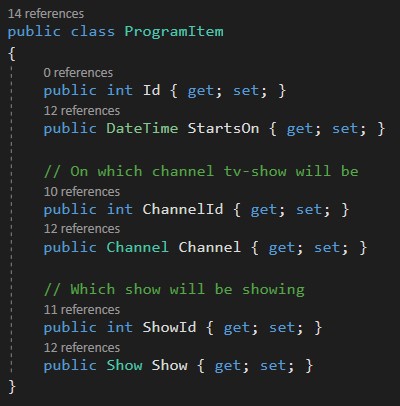 14 references
public class ProgramItem
{
0 references
public int Id { get; set; }
12 references
public DateTime StartsOn { get; set; }
// On which channel tv-show will be
10 references
public int ChannelId { get; set; }
12 references
public Channel Channel { get; set; }
// Which show will be showing
11 references
public int ShowId { get; set; }
12 references
public Show Show { get; set; }
}